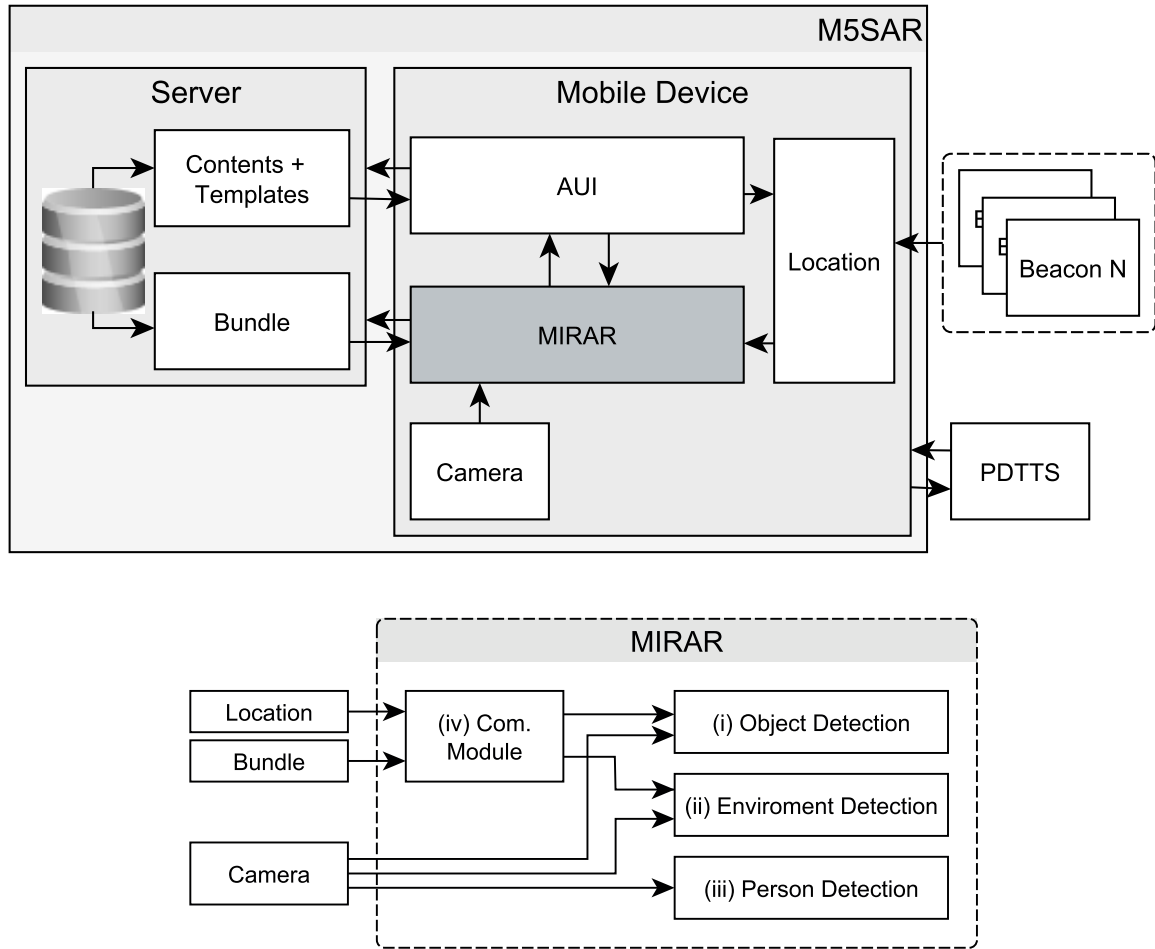 M5SAR
Server
Mobile Device
Contents +
Templates
AUI
Location
Beacon N
Bundle
MIRAR
Camera
PDTTS
MIRAR
Location
Bundle
(iv) Com.
Module
(i) Object Detection
(ii) Enviroment Detection
Camera
(iii) Person Detection